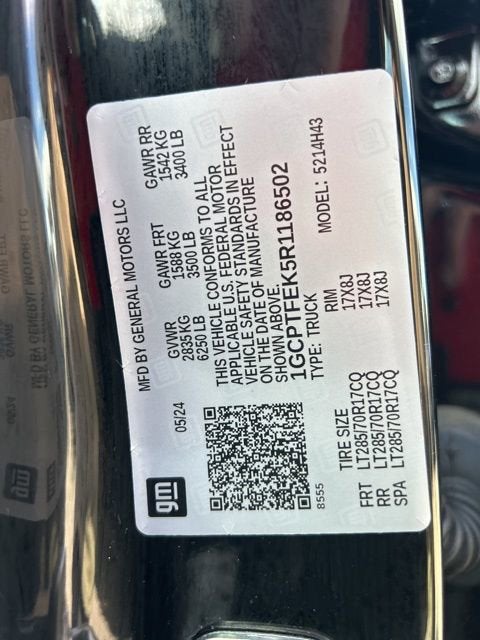 MFD BY GENERAL MOTORS LLC
gm
05/24
GVWR GAWR FRT GAWR RR
2835 KG 1588 KG 1542 KG
6250 LB 3500 LB 3400 LB
THIS VEHICLE CONFORMS TO ALL
APPLICABLE U.S. FEDERAL MOTOR
VEHICLE SAFETY STANDARDS IN EFFECT
ON THE DATE OF MANUFACTURE
SHOWN ABOVE.
1GCPTFEK5R1186502
TYPE: TRUCK MODEL: 5214H43
8555
TIRE SIZE RIM
FRT LT285/70R17CQ 17X8J
RR LT285/70R17CQ 17X8J
SPA LT285/70R17CQ 17X8J